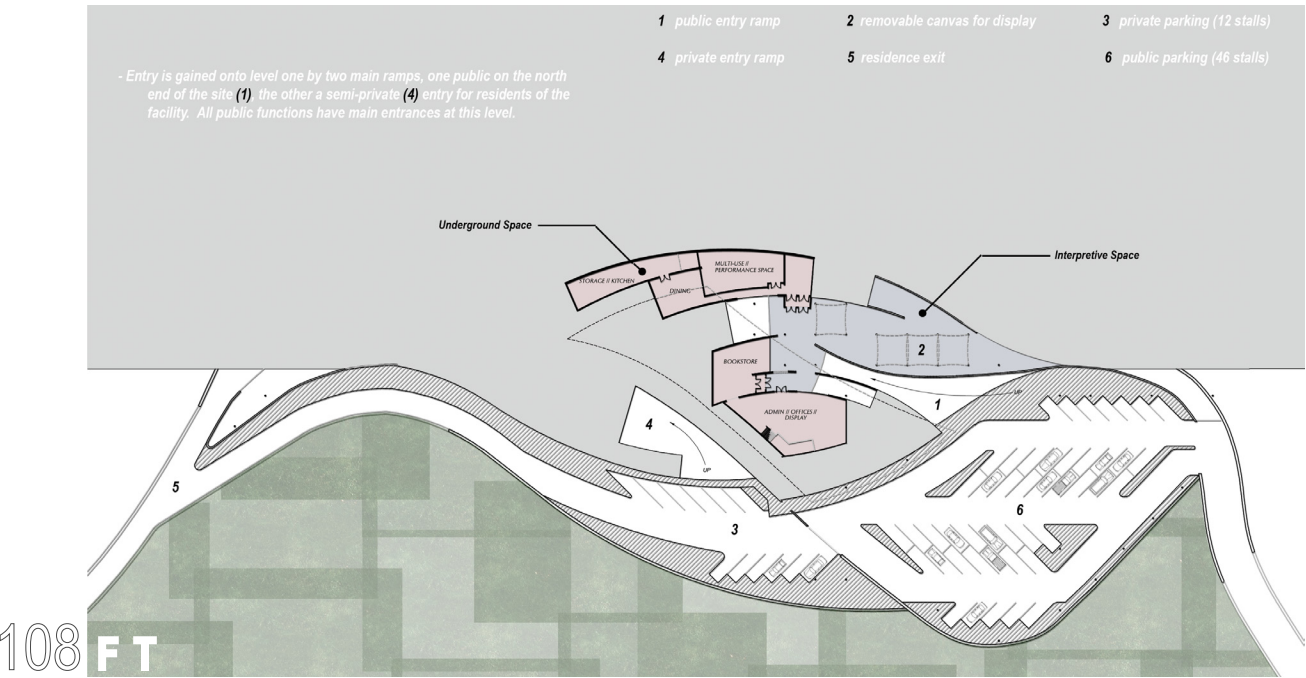 1 public entry ramp 2 removable canvas for display 3 private parking (12 stalls)
4 private entry ramp 5 residence exit 6 public parking (46 stalls)
- Entry is gained onto level one by two main ramps, one public on the north
end of the site (1), the other a semi-private (4) entry for residents of the
facility. All public functions have main entrances at this level.
Underground Space
Interpretive Space
MULTI-USE //
PERFORMANCE SPACE
STORAGE // KITCHEN
DINING
2
BOOKSTORE
UP
1
ADMIN // OFFICES //
DISPLAY
4
UP
5
3
6
108 FT